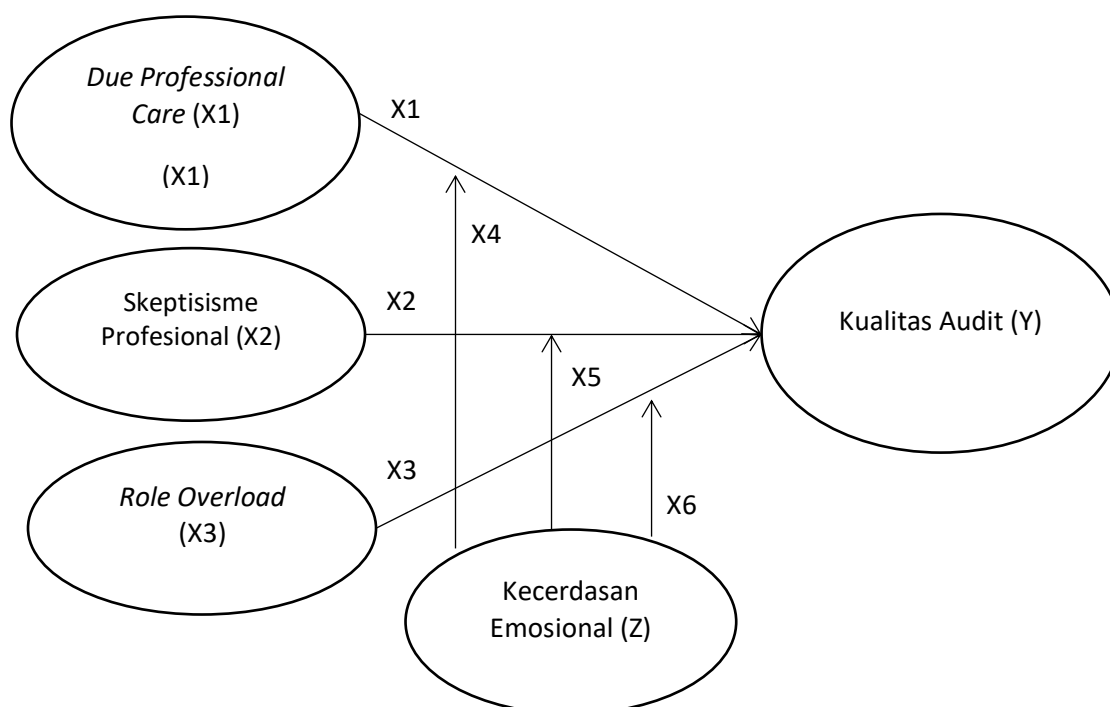 Due Professional
Care (X1)
(X1)
X1
X4
Skeptisisme
Profesional (X2)
X2
Kualitas Audit (Y)
X5
Role Overload
(X3)
X3
X6
Kecerdasan
Emosional (Z)